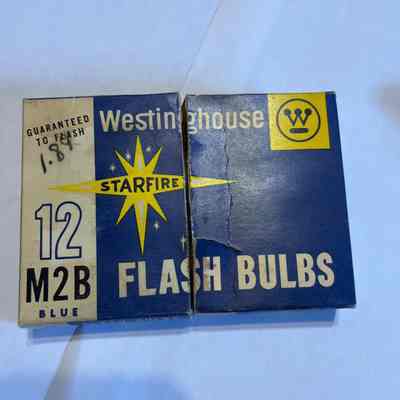 GUARANTEED
TO FLASH
1.84
Westinghouse
W
STARFIRE
12
M2B
BLUE
FLASH BULBS